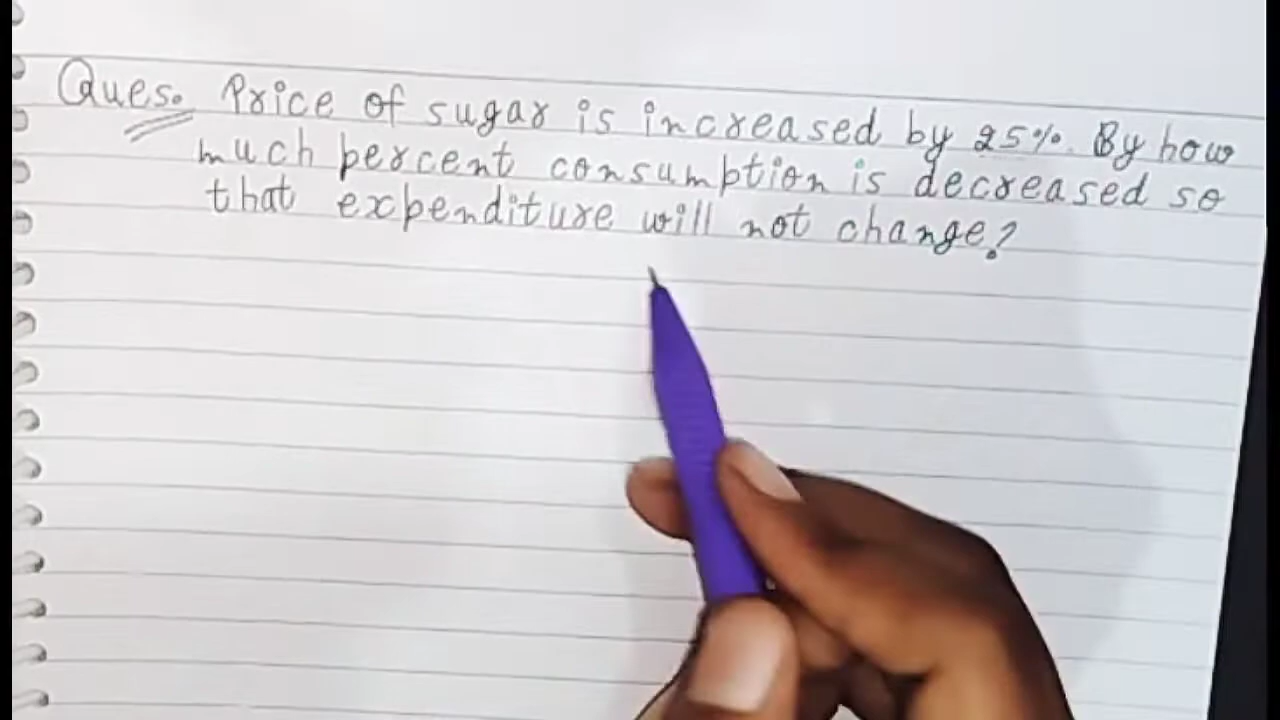 Ques. Price of sugar is increased by 25%. By how
much percent consumption is decreased so
that expenditure will not change?